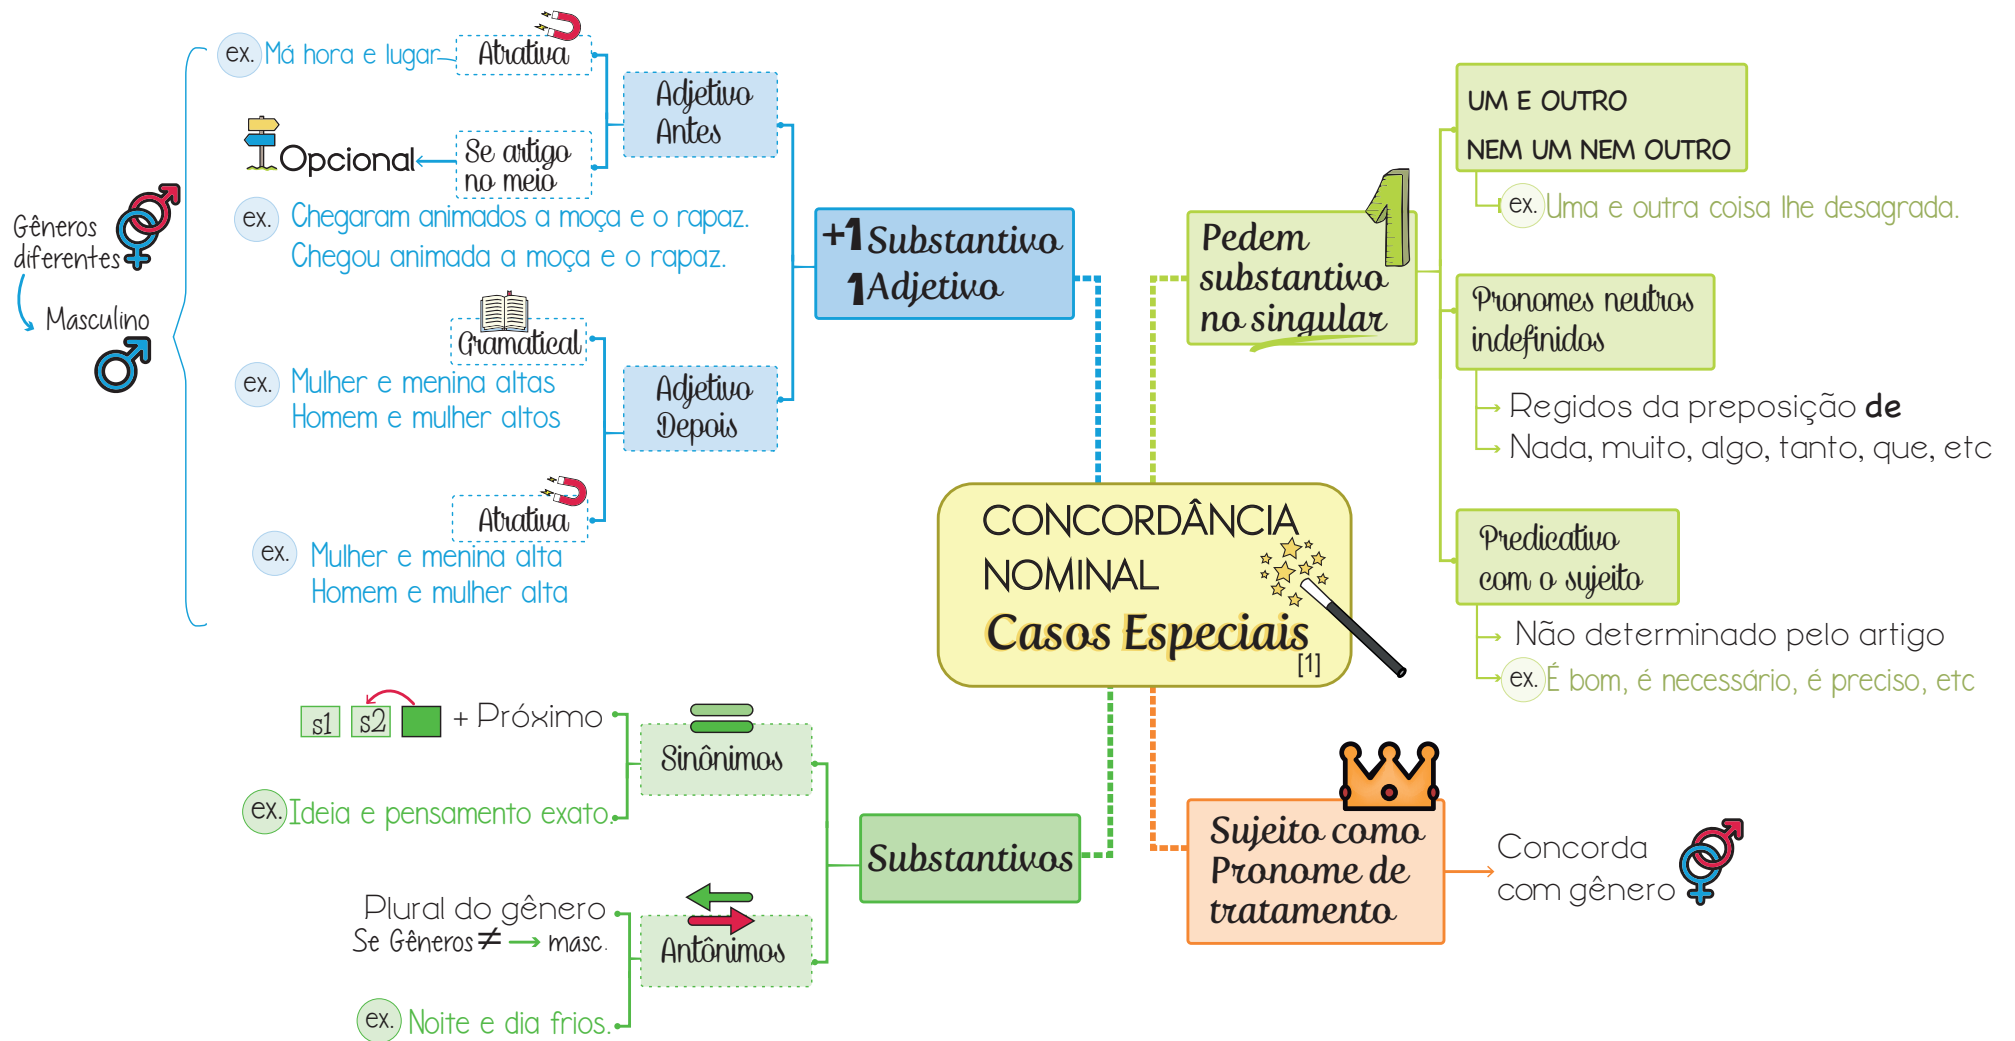 CONCORDÂNCIA
NOMINAL
Casos Especiais
[1]
+1 Substantivo
1 Adjetivo
Adjetivo
Antes
Atrativa
ex. Má hora e lugar
Se artigo
no meio
Opcional
ex. Chegaram animados a moça e o rapaz.
Chegou animada a moça e o rapaz.
Adjetivo
Depois
Gramatical
ex. Mulher e menina altas
Homem e mulher altos
Atrativa
ex. Mulher e menina alta
Homem e mulher alta
Gêneros
diferentes
Masculino
Pedem
substantivo
no singular
1
UM E OUTRO
NEM UM NEM OUTRO
ex. Uma e outra coisa lhe desagrada.
Pronomes neutros
indefinidos
Regidos da preposição de
Nada, muito, algo, tanto, que, etc
Predicativo
com o sujeito
Não determinado pelo artigo
ex. É bom, é necessário, é preciso, etc
Substantivos
Sinônimos
s1 s2 + Próximo
ex. Ideia e pensamento exato.
Antônimos
Plural do gênero
Se Gêneros ≠ → masc.
ex. Noite e dia frios.
Sujeito como
Pronome de
tratamento
Concorda
com gênero